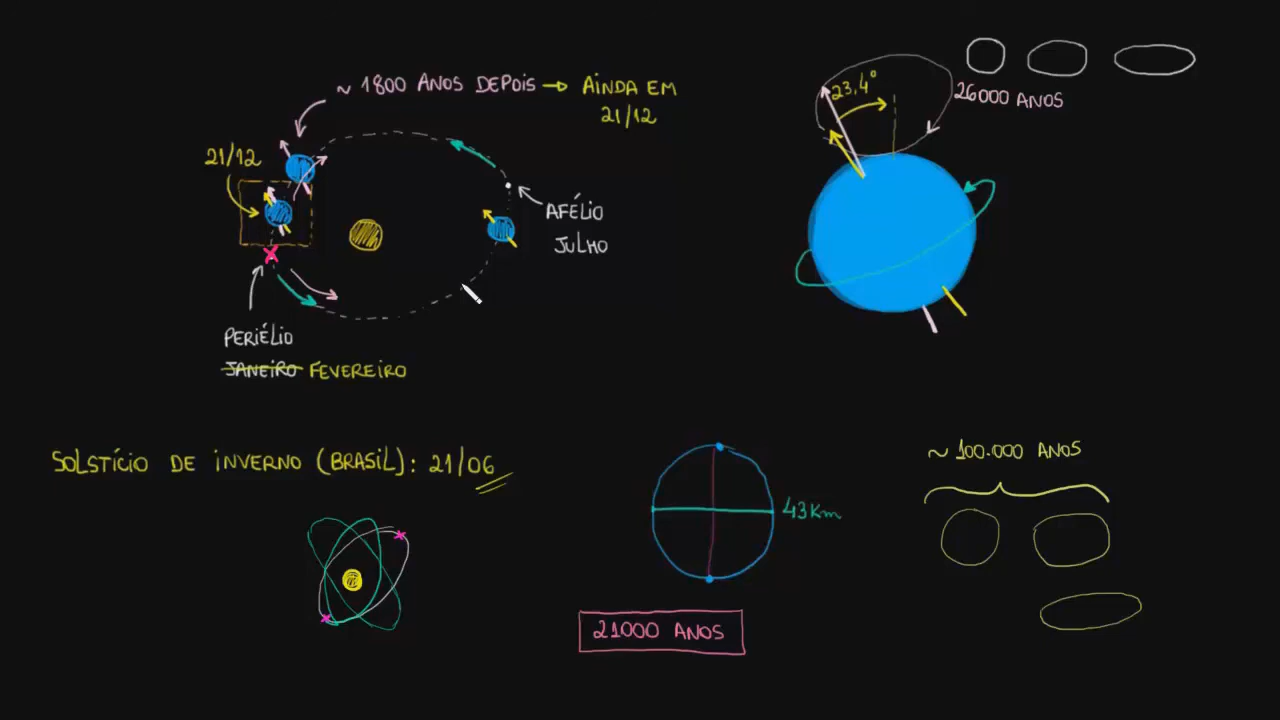 ~ 1800 ANOS DEPOIS → AINDA EM
21/12
21/12
AFÉLIO
JULHO
PERIÉLIO
JANEIRO FEVEREIRO
23,4°
26000 ANOS
SOLSTÍCIO DE INVERNO (BRASIL): 21/06
43Km
21000 ANOS
~ 100.000 ANOS